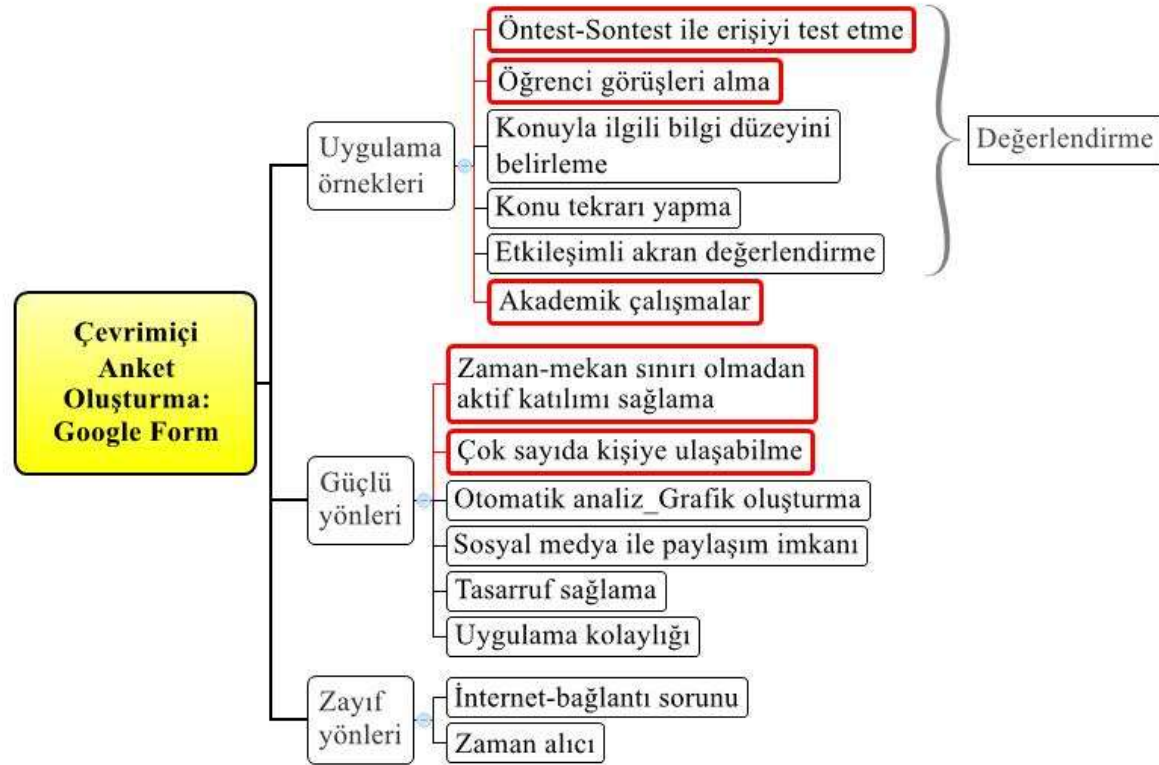 Çevrimiçi
Anket
Oluşturma:
Google Form
Uygulama
örnekleri
Öntest-Sontest ile erişiyi test etme
Öğrenci görüşleri alma
Konuyla ilgili bilgi düzeyini
belirleme
Konu tekrarı yapma
Etkileşimli akran değerlendirme
Akademik çalışmalar
Değerlendirme
Güçlü
yönleri
Zaman-mekan sınırı olmadan
aktif katılımı sağlama
Çok sayıda kişiye ulaşabilme
Otomatik analiz_Grafik oluşturma
Sosyal medya ile paylaşım imkanı
Tasarruf sağlama
Uygulama kolaylığı
Zayıf
yönleri
İnternet-bağlantı sorunu
Zaman alıcı